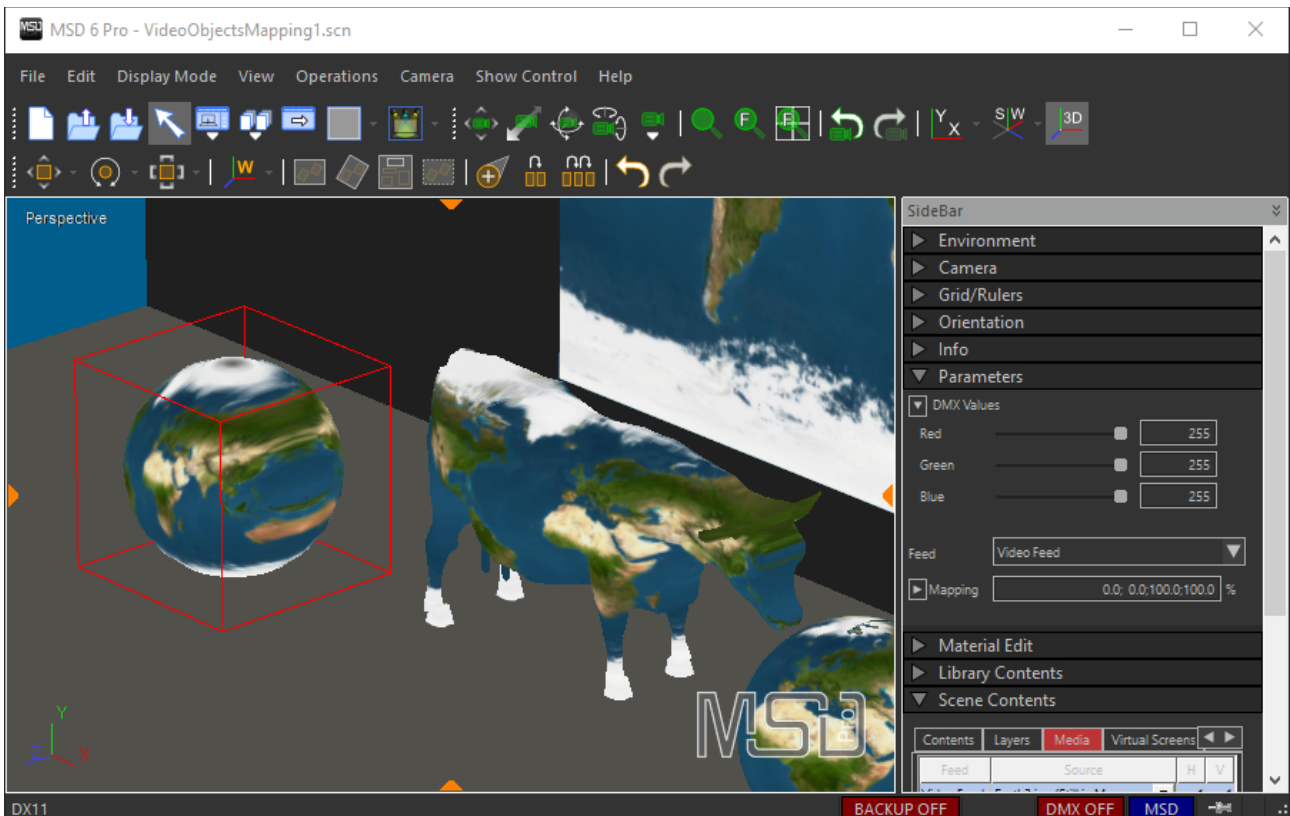 MSD 6 Pro - VideoObjectsMapping1.scn
File Edit Display Mode View Operations Camera Show Control Help
F Y X S W 3D
W
Perspective
SideBar
Environment
Camera
Grid/Rulers
Orientation
Info
Parameters
DMX Values
Red 255
Green 255
Blue 255
Feed Video Feed
Mapping 0.0; 0.0;100.0;100.0 %
Material Edit
Library Contents
Scene Contents
Contents Layers Media Virtual Screens
Feed Source H V
Y
Z X
MSD Pro
DX11 BACKUP OFF DMX OFF MSD